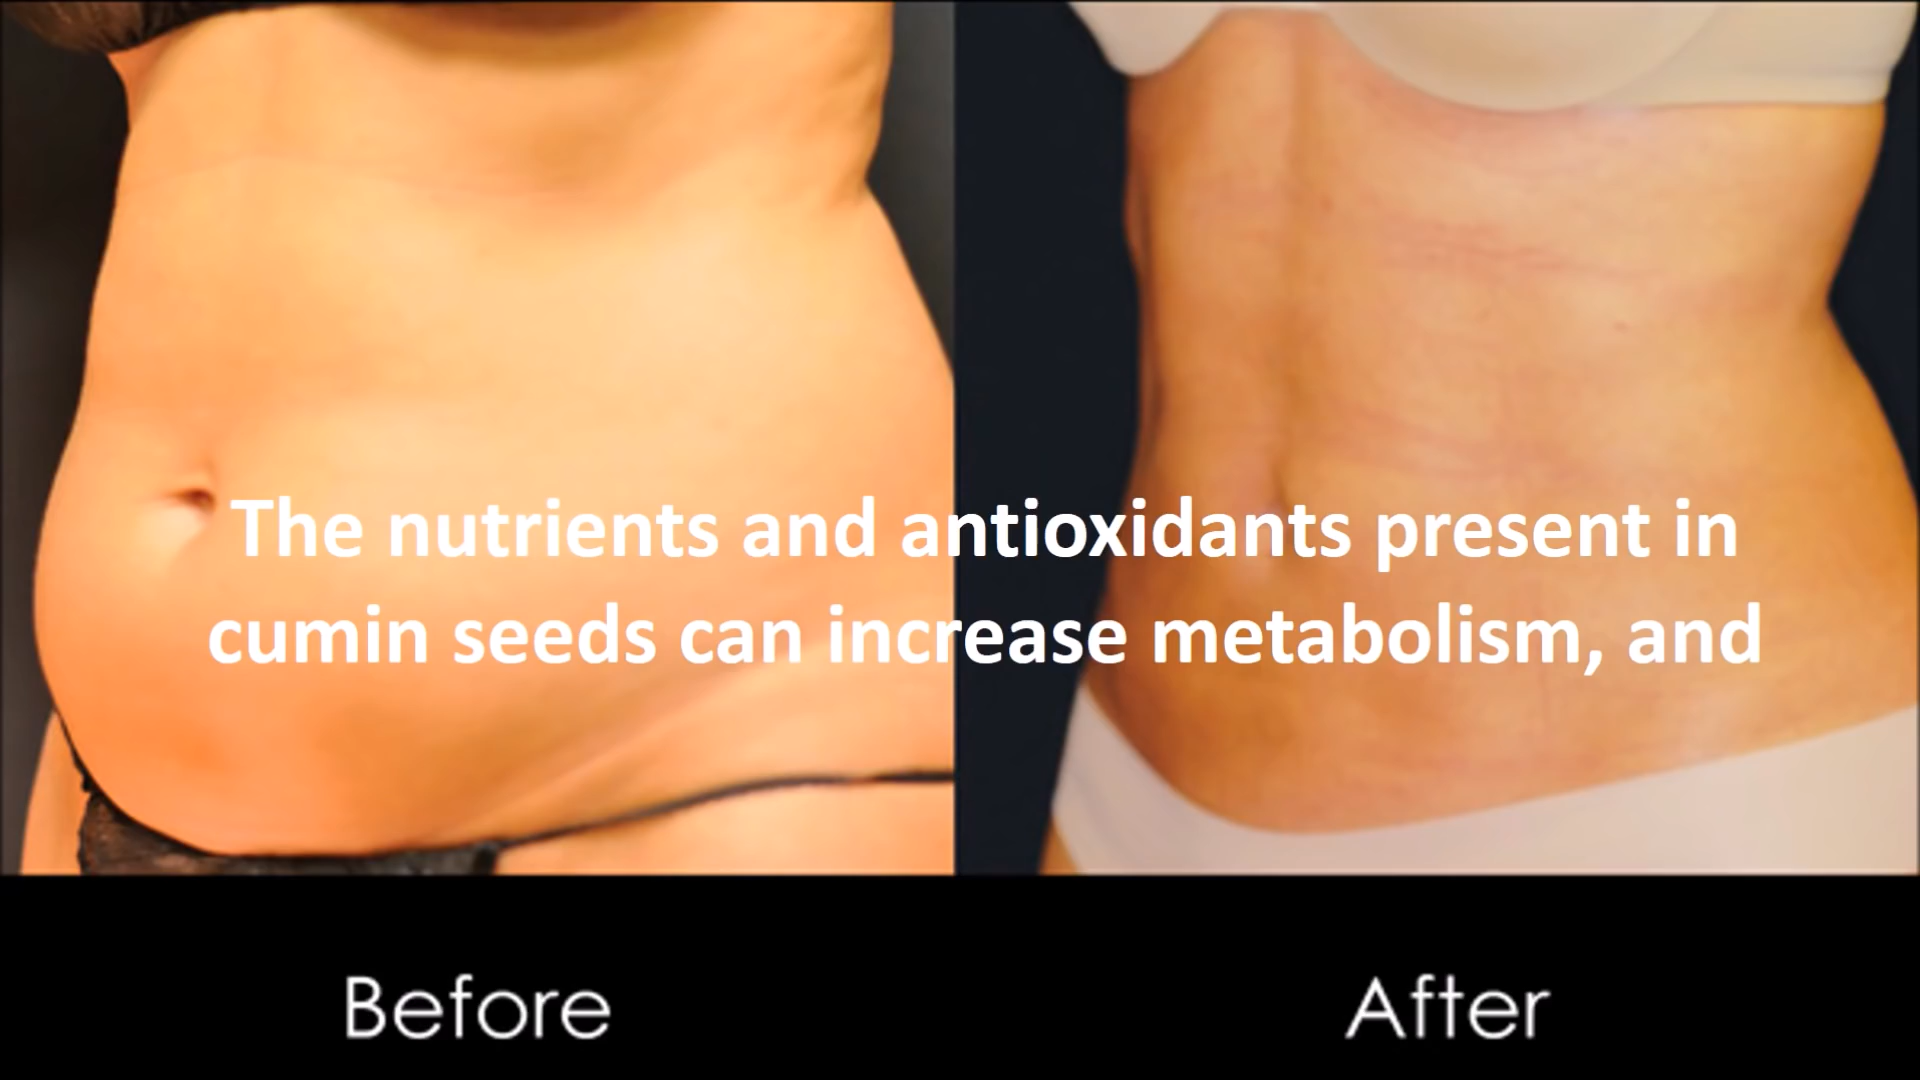 The nutrients and antioxidants present in
cumin seeds can increase metabolism, and
Before
After